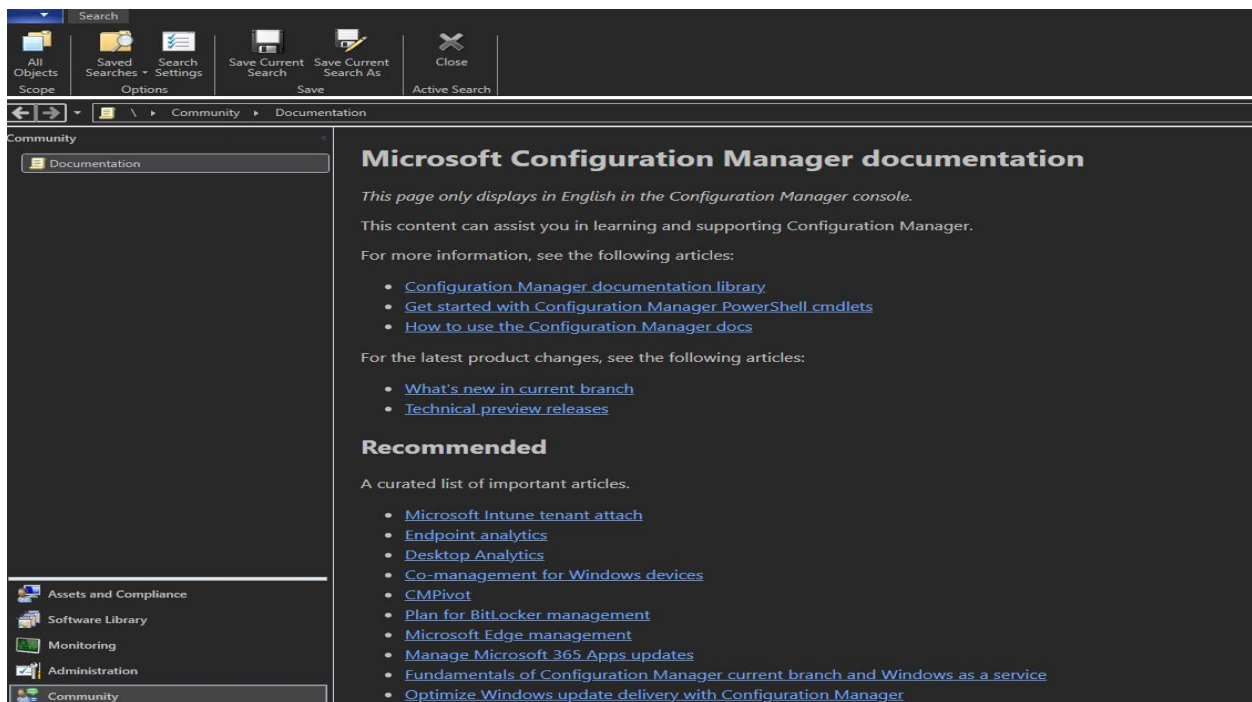 Search
All Objects
Saved Searches
Search Settings
Save Current Search
Save Current Search As
Close
Scope
Options
Save
Active Search
\ Community Documentation
Community
Documentation
Microsoft Configuration Manager documentation
This page only displays in English in the Configuration Manager console.
This content can assist you in learning and supporting Configuration Manager.
For more information, see the following articles:
• Configuration Manager documentation library
• Get started with Configuration Manager PowerShell cmdlets
• How to use the Configuration Manager docs
For the latest product changes, see the following articles:
• What's new in current branch
• Technical preview releases
Recommended
A curated list of important articles.
• Microsoft Intune tenant attach
• Endpoint analytics
• Desktop Analytics
• Co-management for Windows devices
• CMPivot
• Plan for BitLocker management
• Microsoft Edge management
• Manage Microsoft 365 Apps updates
• Fundamentals of Configuration Manager current branch and Windows as a service
• Optimize Windows update delivery with Configuration Manager
Assets and Compliance
Software Library
Monitoring
Administration
Community